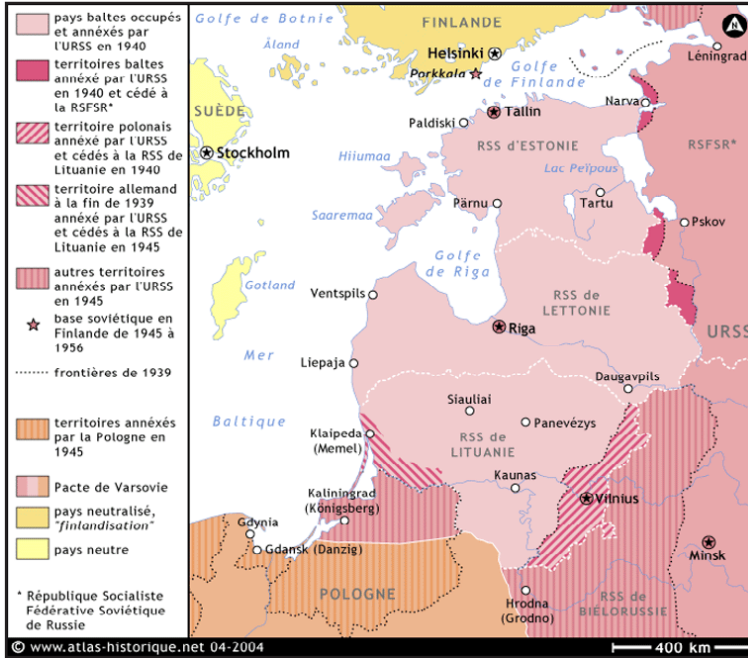 pays baltes occupés
et annéxés par
l'URSS en 1940
territoires baltes
annéxé par l'URSS
en 1940 et cédé à
la RSFSR*
territoire polonais
annéxé par l'URSS
et cédés à la RSS de
Lituanie en 1940
territoire allemand
à la fin de 1939
annéxé par l'URSS
et cédés à la RSS de
Lituanie en 1945
autres territoires
annéxés par l'URSS
en 1945
base soviétique en
Finlande de 1945 à
1956
frontières de 1939
territoires annéxés
par la Pologne en
1945
Pacte de Varsovie
pays neutralisé,
"finlandisation"
pays neutre
* République Socialiste
Fédérative Soviétique
de Russie
Golfe de Botnie
FINLANDE
N
Åland
Helsinki
Léningrad
Porkkala
Golfe
de Finlande
SUÈDE
Tallin
Narva
Paldiski
RSS D'ESTONIE
RSFSR*
Stockholm
Hiiumaa
Lac Peïpous
Saaremaa
Pärnu
Tartu
Pskov
Golfe
de Riga
Gotland
Ventspils
RSS de
LETTONIE
Riga
URSS
Mer
Liepaja
Daugavpils
Baltique
Siauliai
Panevézys
Klaipeda
(Memel)
RSS de
LITUANIE
Kaunas
Kaliningrad
(Königsberg)
Vilnius
Gdynia
Gdansk (Danzig)
Minsk
POLOGNE
Hrodna
(Grodno)
RSS de
BIÉLORUSSIE
© www.atlas-historique.net 04-2004
400 km